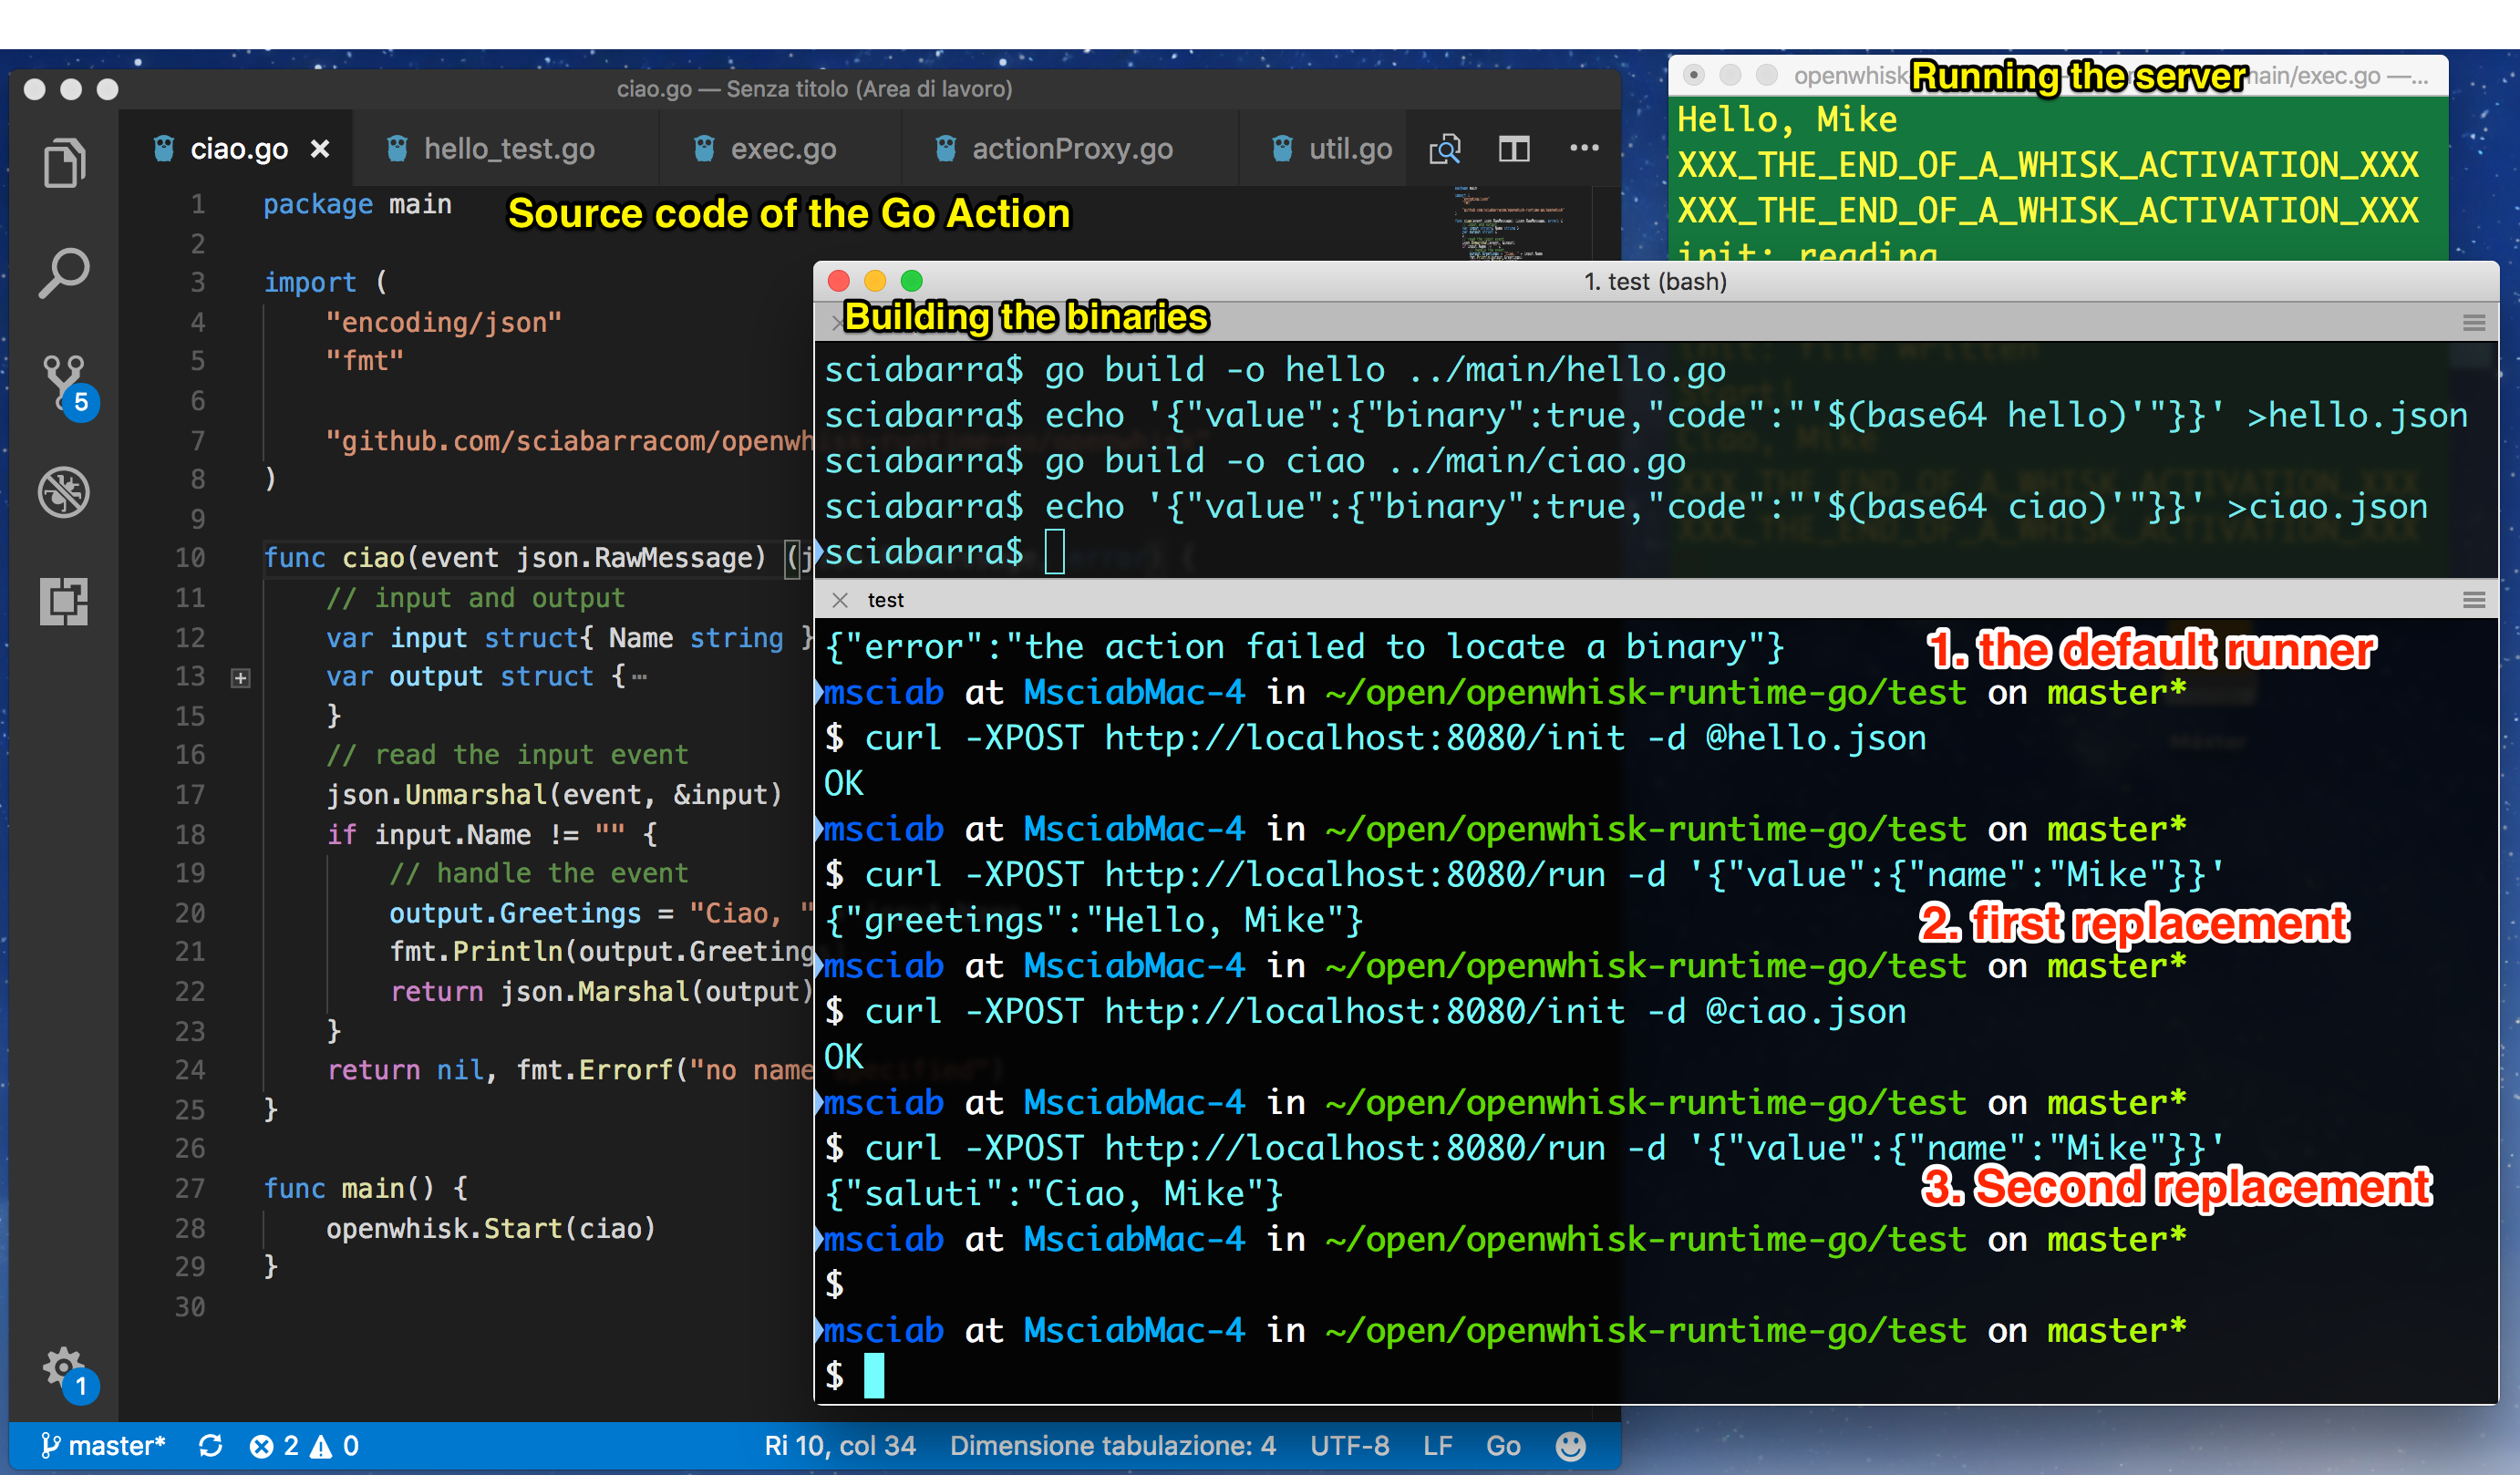 ciao.go — Senza titolo (Area di lavoro)
ciao.go
hello_test.go
exec.go
actionProxy.go
util.go
Source code of the Go Action
1 package main
2
3 import (
4 "encoding/json"
5 "fmt"
6
7 "github.com/sciabarracom/openwh
8 )
9
10 func ciao(event json.RawMessage) (j
11 // input and output
12 var input struct{ Name string }
13 var output struct {
15 }
16 // read the input event
17 json.Unmarshal(event, &input)
18 if input.Name != "" {
19 // handle the event
20 output.Greetings = "Ciao, "
21 fmt.Println(output.Greeting
22 return json.Marshal(output)
23 }
24 return nil, fmt.Errorf("no name
25 }
26
27 func main() {
28 openwhisk.Start(ciao)
29 }
30
5
1
master* 2 0
Ri 10, col 34 Dimensione tabulazione: 4 UTF-8 LF Go
openwhisk
Running the server
main/exec.go —...
Hello, Mike
XXX_THE_END_OF_A_WHISK_ACTIVATION_XXX
XXX_THE_END_OF_A_WHISK_ACTIVATION_XXX
init: reading
1. test (bash)
Building the binaries
sciabarra$ go build -o hello ../main/hello.go
sciabarra$ echo '{"value":{"binary":true,"code":"'$(base64 hello)'"}}' >hello.json
sciabarra$ go build -o ciao ../main/ciao.go
sciabarra$ echo '{"value":{"binary":true,"code":"'$(base64 ciao)'"}}' >ciao.json
sciabarra$
test
{"error":"the action failed to locate a binary"}
1. the default runner
msciab at MsciabMac-4 in ~/open/openwhisk-runtime-go/test on master*
$ curl -XPOST http://localhost:8080/init -d @hello.json
OK
msciab at MsciabMac-4 in ~/open/openwhisk-runtime-go/test on master*
$ curl -XPOST http://localhost:8080/run -d '{"value":{"name":"Mike"}}'
{"greetings":"Hello, Mike"}
2. first replacement
msciab at MsciabMac-4 in ~/open/openwhisk-runtime-go/test on master*
$ curl -XPOST http://localhost:8080/init -d @ciao.json
OK
msciab at MsciabMac-4 in ~/open/openwhisk-runtime-go/test on master*
$ curl -XPOST http://localhost:8080/run -d '{"value":{"name":"Mike"}}'
{"saluti":"Ciao, Mike"}
3. Second replacement
msciab at MsciabMac-4 in ~/open/openwhisk-runtime-go/test on master*
$
msciab at MsciabMac-4 in ~/open/openwhisk-runtime-go/test on master*
$